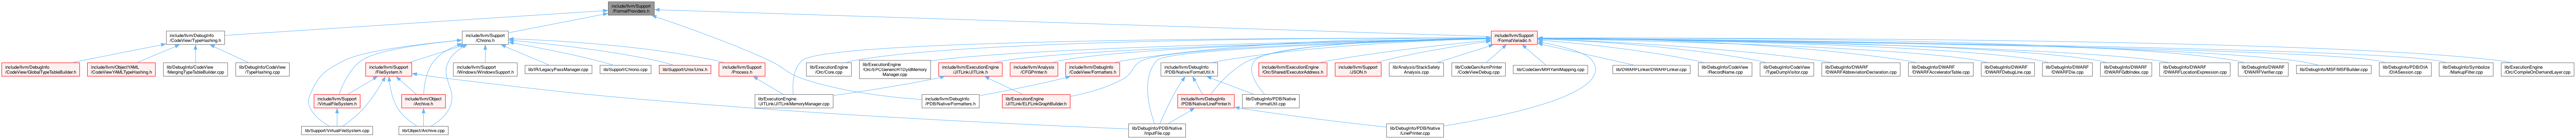 include/llvm/Support
/FormatProviders.h
include/llvm/DebugInfo
/CodeView/TypeHashing.h
include/llvm/Support
/Chrono.h
include/llvm/Support
/FormatVariadic.h
include/llvm/DebugInfo
/CodeView/GlobalTypeTableBuilder.h
include/llvm/ObjectYAML
/CodeViewYAMLTypeHashing.h
lib/DebugInfo/CodeView
/MergingTypeTableBuilder.cpp
lib/DebugInfo/CodeView
/TypeHashing.cpp
include/llvm/Support
/FileSystem.h
include/llvm/Support
/Windows/WindowsSupport.h
lib/IR/LegacyPassManager.cpp
lib/Support/Chrono.cpp
lib/Support/Unix/Unix.h
include/llvm/Support
/Process.h
lib/ExecutionEngine
/Orc/Core.cpp
lib/ExecutionEngine
/Orc/EPCGenericRTDyldMemory
Manager.cpp
include/llvm/ExecutionEngine
/JITLink/JITLink.h
include/llvm/Analysis
/CFGPrinter.h
include/llvm/DebugInfo
/CodeView/Formatters.h
lib/DebugInfo
/PDB/Native/FormatUtil.h
include/llvm/ExecutionEngine
/Orc/Shared/ExecutorAddress.h
include/llvm/Support
/JSON.h
lib/Analysis/StackSafety
Analysis.cpp
lib/CodeGen/AsmPrinter
/CodeViewDebug.cpp
lib/CodeGen/MIRYamlMapping.cpp
lib/DWARFLinker/DWARFLinker.cpp
lib/DebugInfo/CodeView
/RecordName.cpp
lib/DebugInfo/CodeView
/TypeDumpVisitor.cpp
lib/DebugInfo/DWARF
/DWARFAbbreviationDeclaration.cpp
lib/DebugInfo/DWARF
/DWARFAcceleratorTable.cpp
lib/DebugInfo/DWARF
/DWARFDebugLine.cpp
lib/DebugInfo/DWARF
/DWARFDie.cpp
lib/DebugInfo/DWARF
/DWARFGdbIndex.cpp
lib/DebugInfo/DWARF
/DWARFLocationExpression.cpp
lib/DebugInfo/DWARF
/DWARFVerifier.cpp
lib/DebugInfo/MSF/MSFBuilder.cpp
lib/DebugInfo/PDB/DIA
/DIASession.cpp
lib/DebugInfo/Symbolize
/MarkupFilter.cpp
lib/ExecutionEngine
/Orc/CompileOnDemandLayer.cpp
include/llvm/Support
/VirtualFileSystem.h
include/llvm/Object
/Archive.h
lib/ExecutionEngine
/JITLink/JITLinkMemoryManager.cpp
include/llvm/DebugInfo
/PDB/Native/Formatters.h
lib/ExecutionEngine
/JITLink/ELFLinkGraphBuilder.h
include/llvm/DebugInfo
/PDB/Native/LinePrinter.h
lib/DebugInfo/PDB/Native
/FormatUtil.cpp
lib/Support/VirtualFileSystem.cpp
lib/Object/Archive.cpp
lib/DebugInfo/PDB/Native
/InputFile.cpp
lib/DebugInfo/PDB/Native
/LinePrinter.cpp